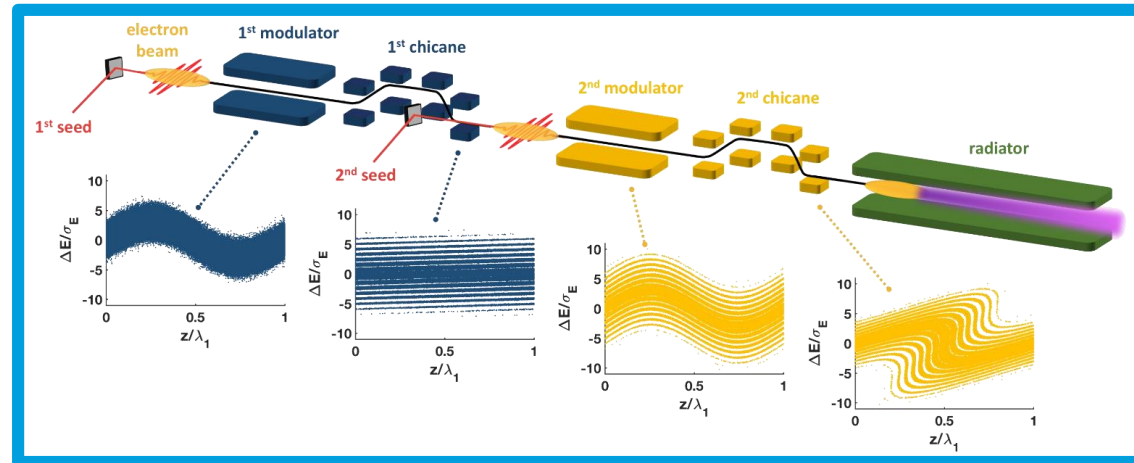 electron
beam
1st modulator
1st chicane
1st seed
2nd seed
2nd modulator
2nd chicane
radiator
10
5
0
-5
-10
ΔE/σE
0
0.5
1
z/λ1
10
5
0
-5
-10
ΔE/σE
0
0.5
1
z/λ1
10
5
0
-5
-10
ΔE/σE
0
0.5
1
z/λ1
10
5
0
-5
-10
ΔE/σE
0
0.5
1
z/λ1